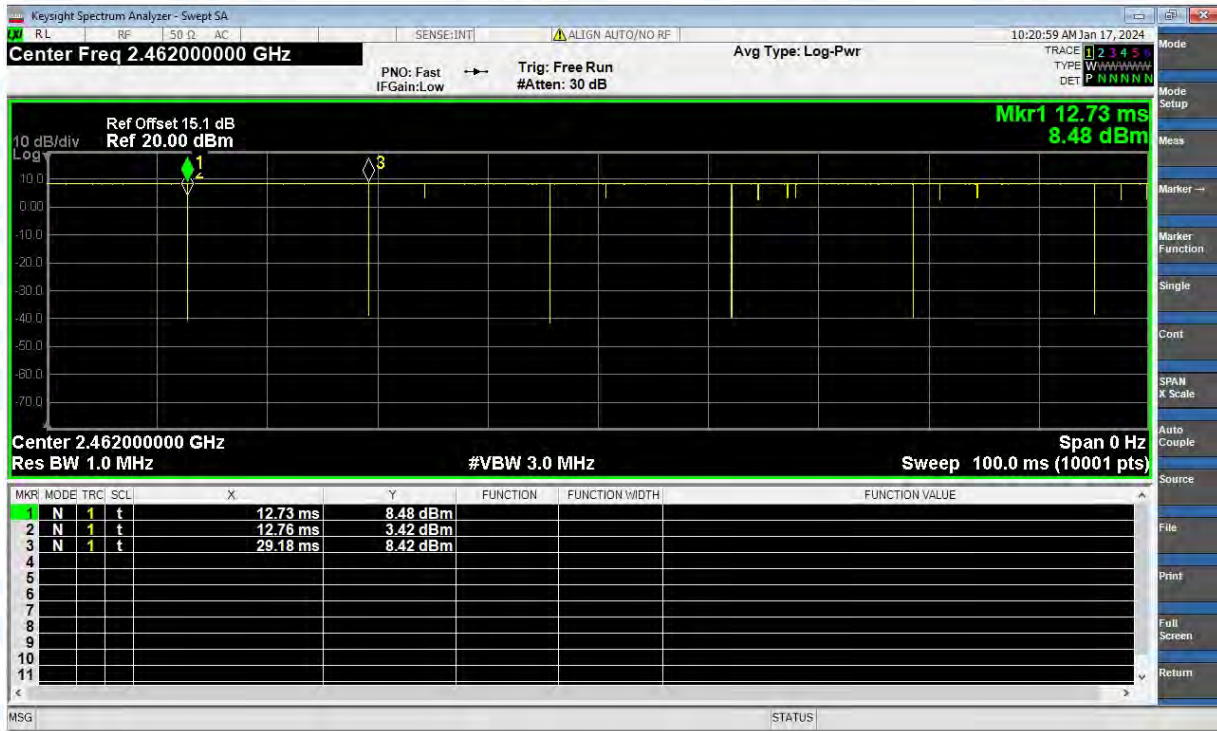 Keysight Spectrum Analyzer - Swept SA
LXI RL RF 50 Ω AC SENSE:INT ALIGN AUTO/NO RF 10:20:59 AM Jan 17, 2024
Center Freq 2.462000000 GHz
PNO: Fast
IFGain:Low
Trig: Free Run
#Atten: 30 dB
Avg Type: Log-Pwr
TRACE 1 2 3 4 5 6
TYPE WWWWWWW
DET P N N N N N
Mkr1 12.73 ms
8.48 dBm
Ref Offset 15.1 dB
10 dB/div Ref 20.00 dBm
Log
1
2
3
10.0
0.00
-10.0
-20.0
-30.0
-40.0
-50.0
-60.0
-70.0
Center 2.462000000 GHz Span 0 Hz
Res BW 1.0 MHz #VBW 3.0 MHz Sweep 100.0 ms (10001 pts)
MKR MODE TRC SCL X Y FUNCTION FUNCTION WIDTH FUNCTION VALUE
1 N 1 t 12.73 ms 8.48 dBm
2 N 1 t 12.76 ms 3.42 dBm
3 N 1 t 29.18 ms 8.42 dBm
4
5
6
7
8
9
10
11
MSG STATUS
Mode
Mode
Setup
Meas
Marker →
Marker
Function
Single
Cont
SPAN
X Scale
Auto
Couple
Source
File
Print
Full
Screen
Return